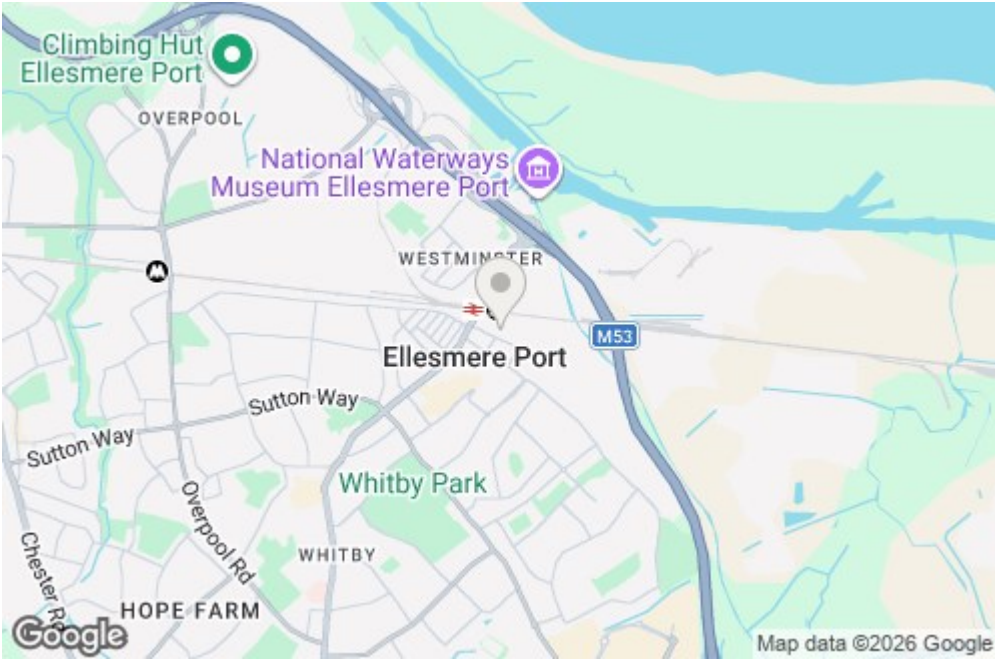 Climbing Hut
Ellesmere Port
OVERPOOL
National Waterways
Museum Ellesmere Port
WESTMINSTER
M53
Ellesmere Port
Sutton Way
Sutton Way
Whitby Park
Overpool Rd
WHITBY
Chester Rd
HOPE FARM
Google
Map data ©2026 Google